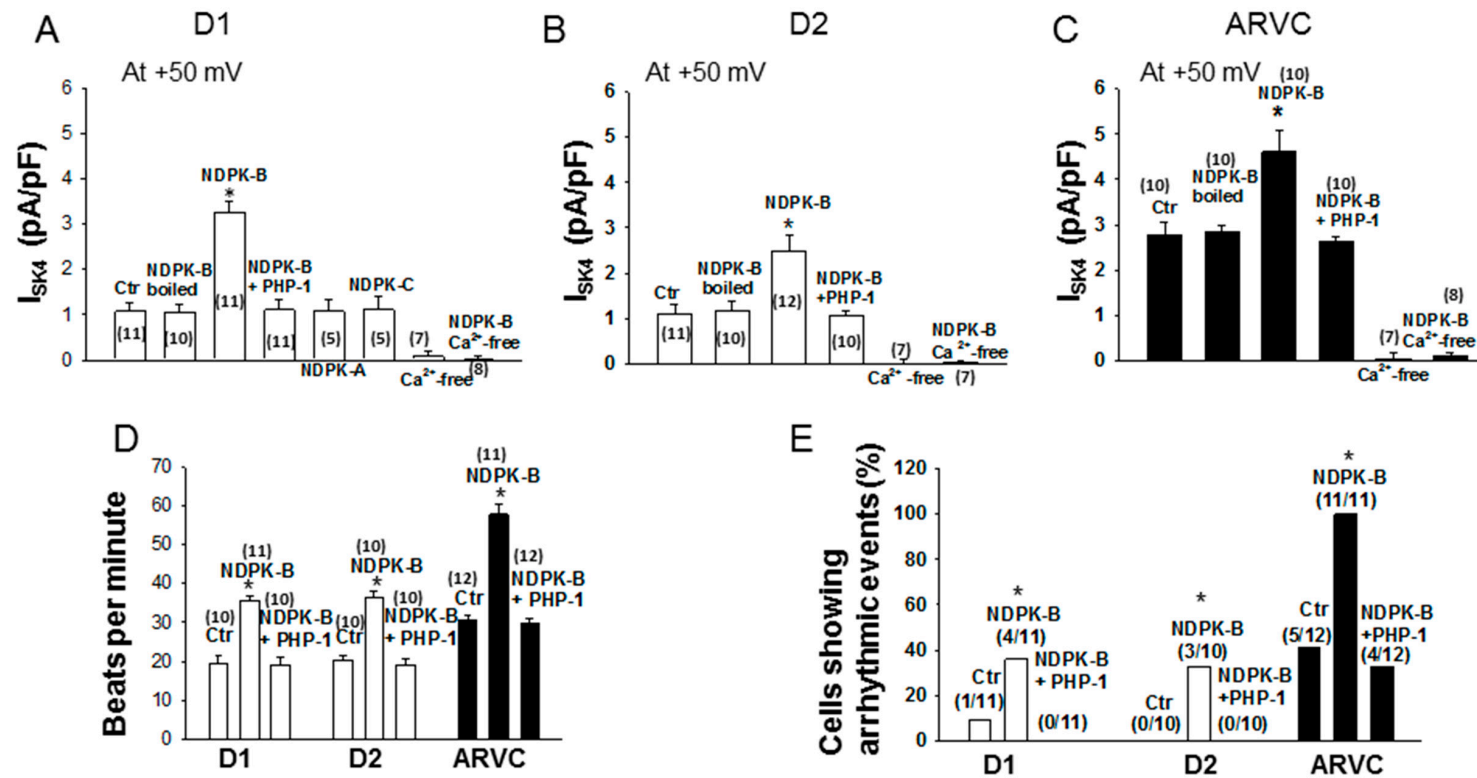 A
D1
At +50 mV
I_SK4 (pA/pF)
6
5
4
3
2
1
0
Ctr
(11)
NDPK-B
boiled
(10)
NDPK-B
*
(11)
NDPK-B
+ PHP-1
(11)
(5)
NDPK-A
NDPK-C
(5)
(7)
Ca²⁺-free
NDPK-B
Ca²⁺-free
(8)
B
D2
At +50 mV
I_SK4 (pA/pF)
6
5
4
3
2
1
0
Ctr
(11)
NDPK-B
boiled
(10)
NDPK-B
*
(12)
NDPK-B
+PHP-1
(10)
(7)
Ca²⁺ -free
NDPK-B
Ca²⁺-free
(7)
C
ARVC
At +50 mV
I_SK4 (pA/pF)
6
5
4
3
2
1
0
(10)
Ctr
(10)
NDPK-B
boiled
(10)
NDPK-B
*
(10)
NDPK-B
+ PHP-1
(7)
Ca²⁺-free
(8)
NDPK-B
Ca²⁺-free
D
Beats per minute
70
60
50
40
30
20
10
0
(10)
Ctr
(11)
NDPK-B
*
(10)
NDPK-B
+ PHP-1
(10)
Ctr
(10)
NDPK-B
*
(10)
NDPK-B
+ PHP-1
(12)
Ctr
(11)
NDPK-B
*
(12)
NDPK-B
+ PHP-1
D1
D2
ARVC
E
Cells showing
arrhythmic events (%)
120
100
80
60
40
20
0
Ctr
(1/11)
*
NDPK-B
(4/11)
NDPK-B
+ PHP-1
(0/11)
Ctr
(0/10)
*
NDPK-B
(3/10)
NDPK-B
+PHP-1
(0/10)
Ctr
(5/12)
*
NDPK-B
(11/11)
NDPK-B
+PHP-1
(4/12)
D1
D2
ARVC